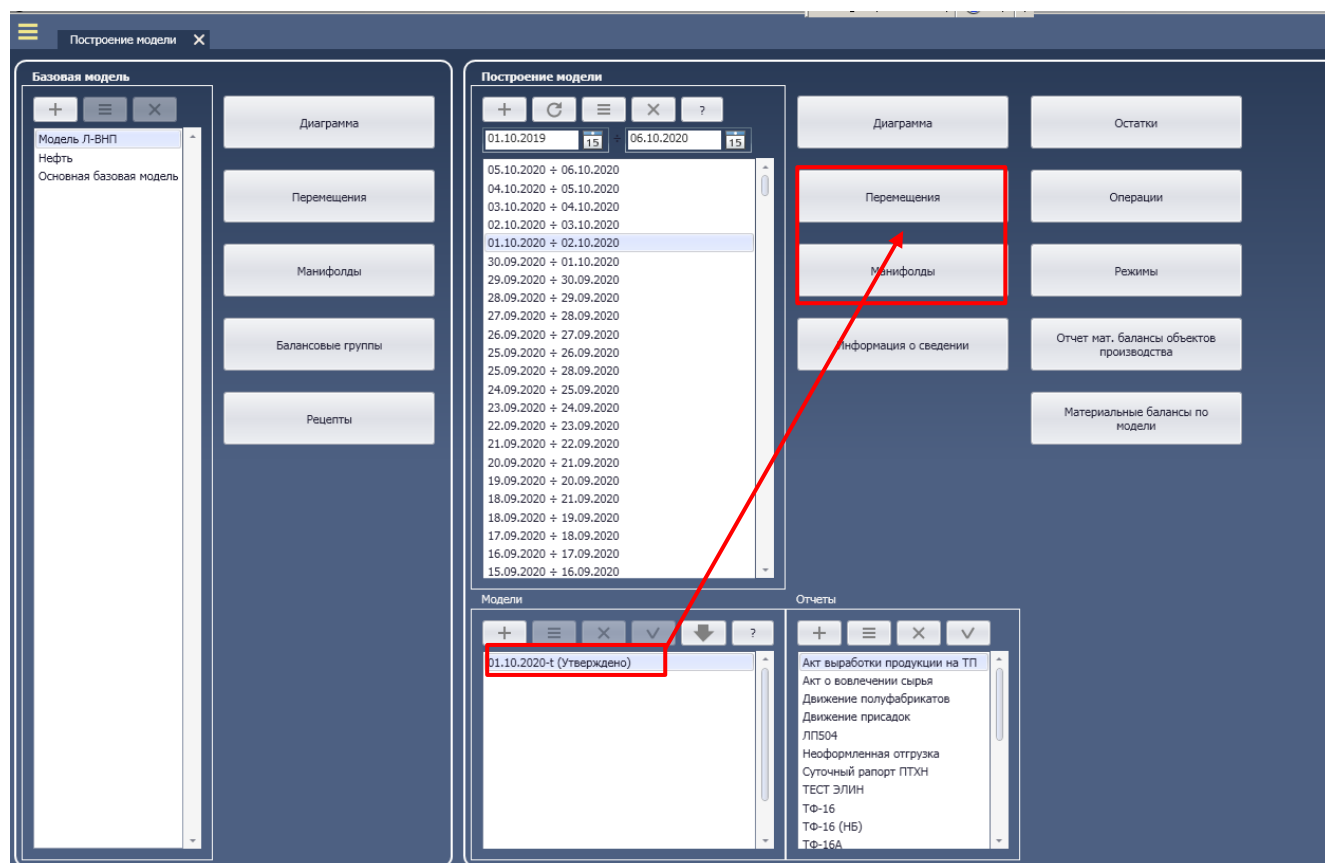 Построение модели
Базовая модель
Модель Л-ВНП
Нефть
Основная базовая модель
Диаграмма
Перемещения
Манифолды
Балансовые группы
Рецепты
Построение модели
?
01.10.2019 15 ÷ 06.10.2020 15
05.10.2020 ÷ 06.10.2020
04.10.2020 ÷ 05.10.2020
03.10.2020 ÷ 04.10.2020
02.10.2020 ÷ 03.10.2020
01.10.2020 ÷ 02.10.2020
30.09.2020 ÷ 01.10.2020
29.09.2020 ÷ 30.09.2020
28.09.2020 ÷ 29.09.2020
27.09.2020 ÷ 28.09.2020
26.09.2020 ÷ 27.09.2020
25.09.2020 ÷ 26.09.2020
25.09.2020 ÷ 28.09.2020
24.09.2020 ÷ 25.09.2020
23.09.2020 ÷ 24.09.2020
22.09.2020 ÷ 23.09.2020
21.09.2020 ÷ 22.09.2020
20.09.2020 ÷ 21.09.2020
19.09.2020 ÷ 20.09.2020
18.09.2020 ÷ 21.09.2020
18.09.2020 ÷ 19.09.2020
17.09.2020 ÷ 18.09.2020
16.09.2020 ÷ 17.09.2020
15.09.2020 ÷ 16.09.2020
Диаграмма
Перемещения
Манифолды
Информация о сведении
Остатки
Операции
Режимы
Отчет мат. балансы объектов
производства
Материальные балансы по
модели
Модели
?
01.10.2020-t (Утверждено)
Отчеты
Акт выработки продукции на ТП
Акт о вовлечении сырья
Движение полуфабрикатов
Движение присадок
ЛП504
Неоформленная отгрузка
Суточный рапорт ПТХН
ТЕСТ ЭЛИН
ТФ-16
ТФ-16 (НБ)
ТФ-16А